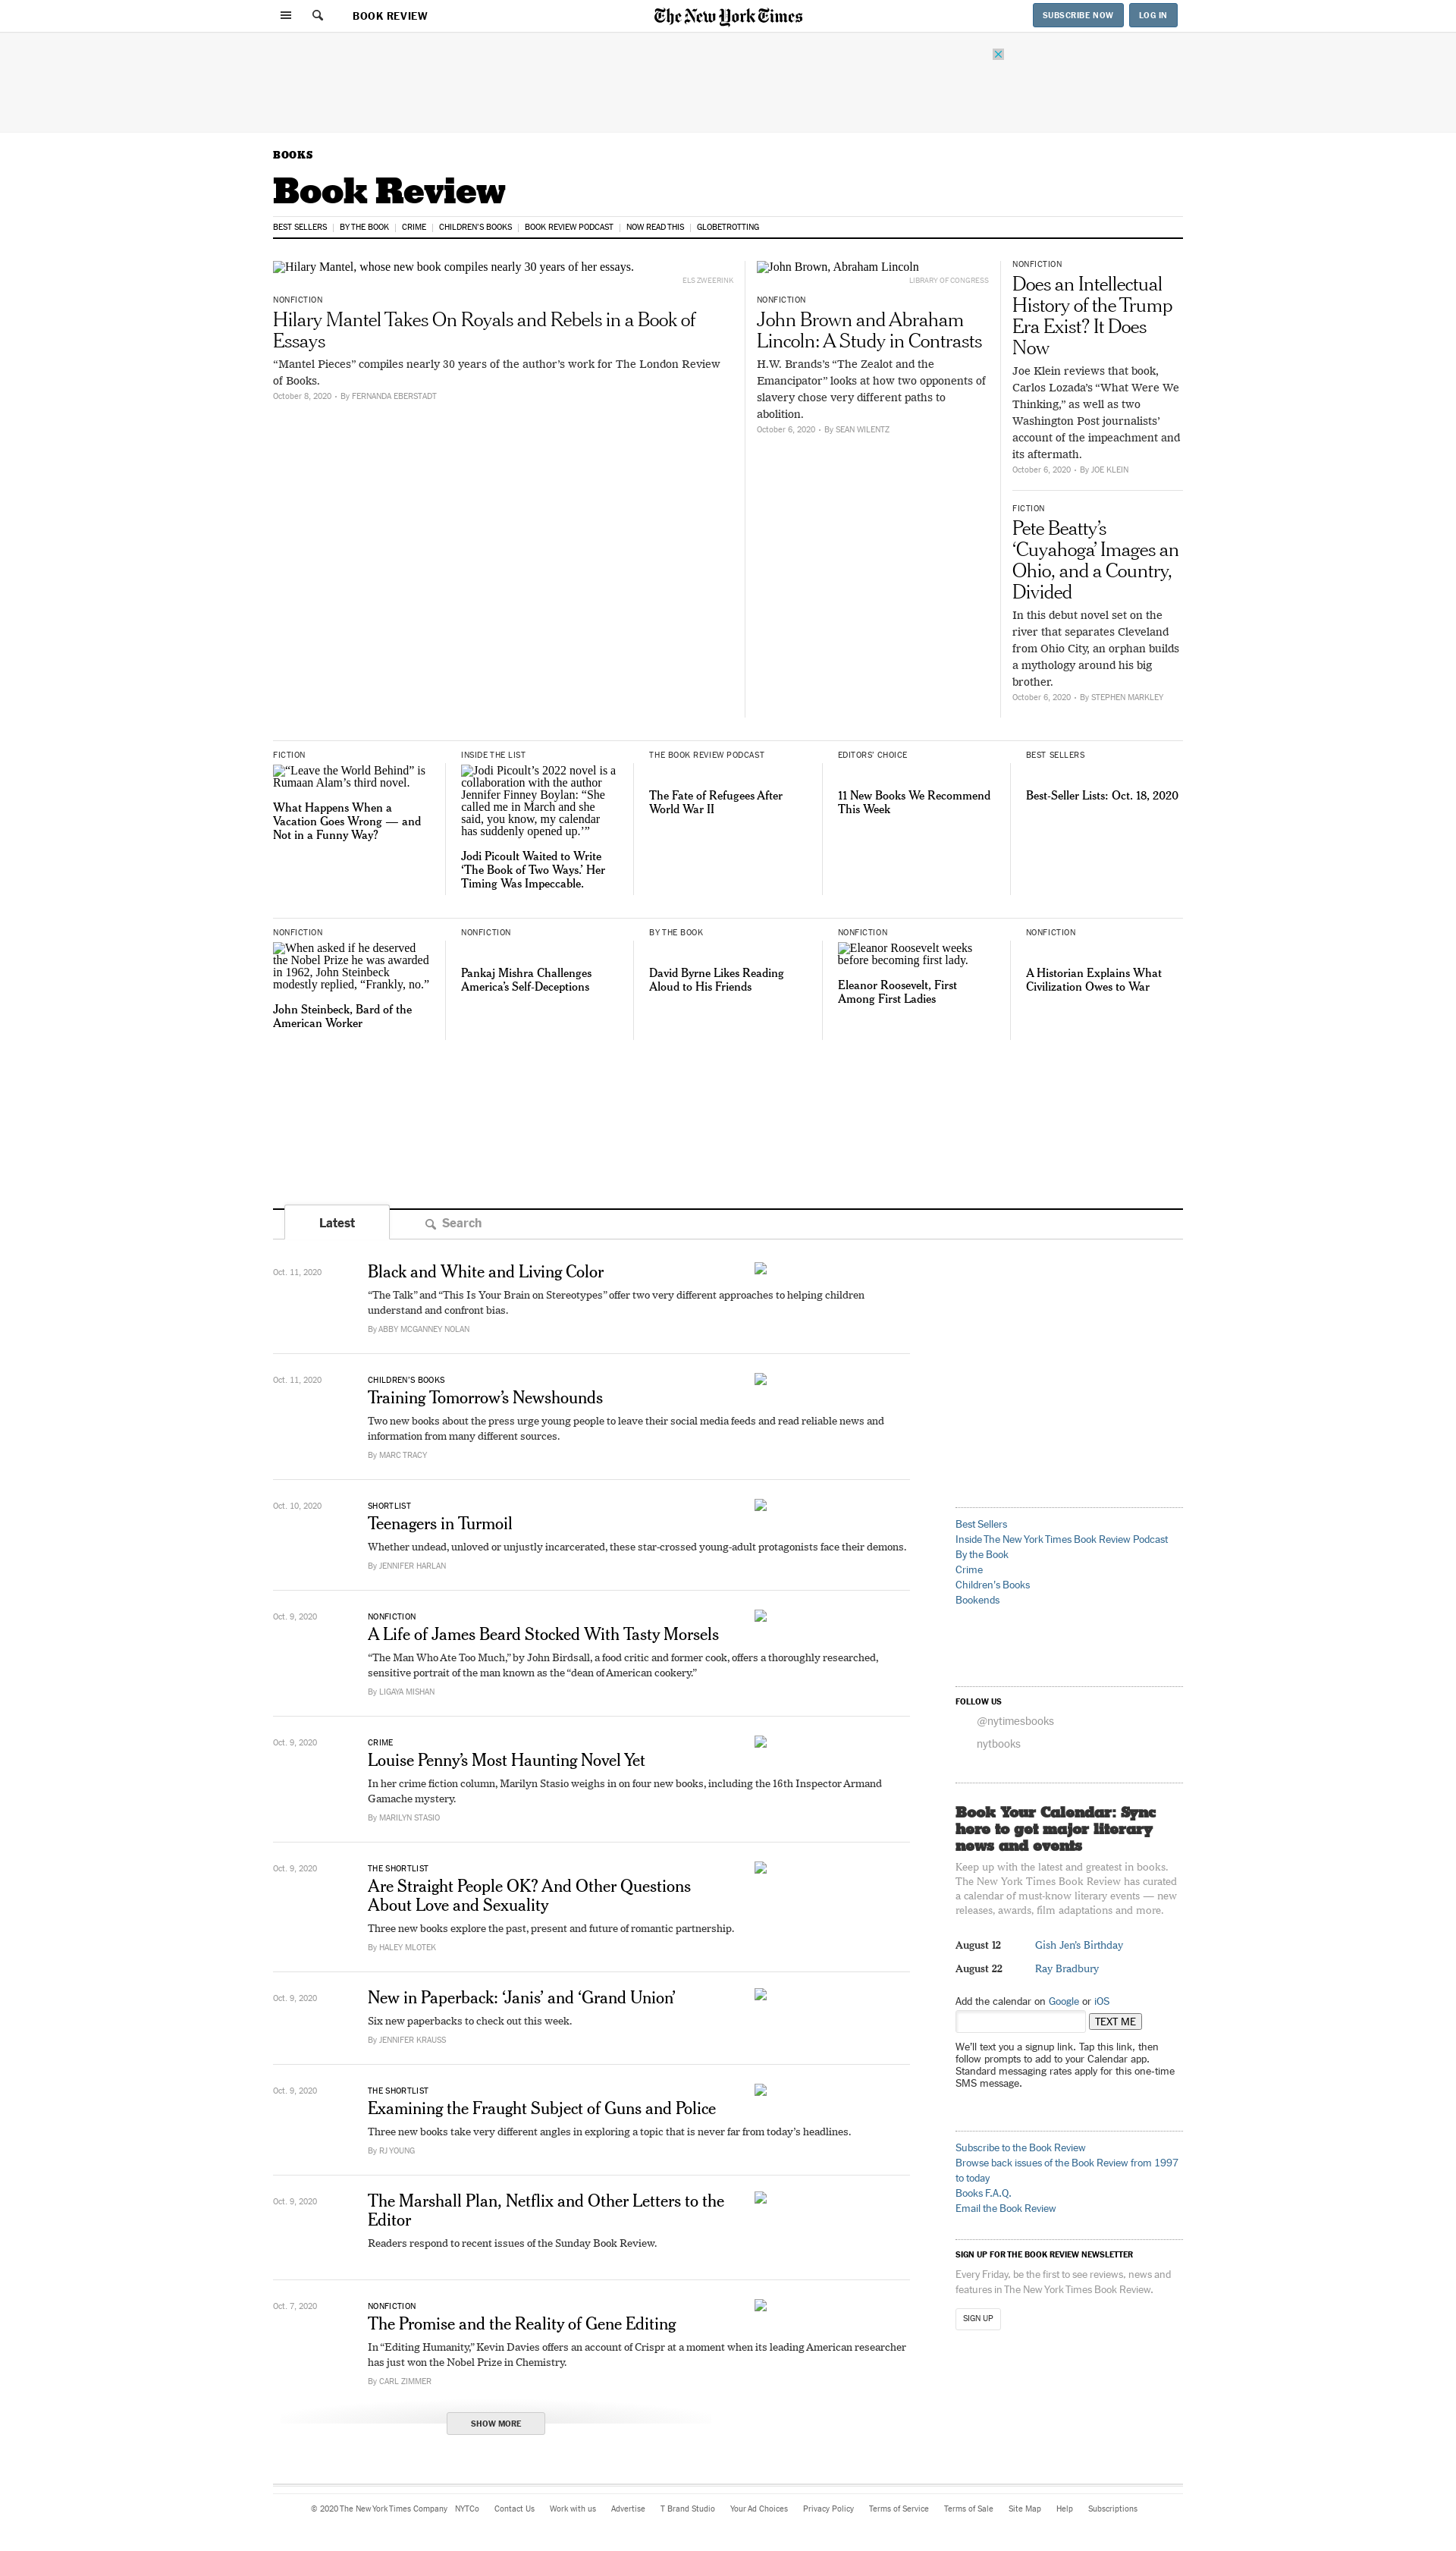 BOOK REVIEW
The New York Times
SUBSCRIBE NOW
LOG IN
BOOKS
Book Review
BEST SELLERS
BY THE BOOK
CRIME
CHILDREN'S BOOKS
BOOK REVIEW PODCAST
NOW READ THIS
GLOBETROTTING
Hilary Mantel, whose new book compiles nearly 30 years of her essays.
ELS ZWEERINK
NONFICTION
Hilary Mantel Takes On Royals and Rebels in a Book of
Essays
“Mantel Pieces” compiles nearly 30 years of the author’s work for The London Review
of Books.
October 8, 2020 • By FERNANDA EBERSTADT
John Brown, Abraham Lincoln
LIBRARY OF CONGRESS
NONFICTION
John Brown and Abraham
Lincoln: A Study in Contrasts
H.W. Brands’s “The Zealot and the
Emancipator” looks at how two opponents of
slavery chose very different paths to
abolition.
October 6, 2020 • By SEAN WILENTZ
NONFICTION
Does an Intellectual
History of the Trump
Era Exist? It Does
Now
Joe Klein reviews that book,
Carlos Lozada’s “What Were We
Thinking,” as well as two
Washington Post journalists’
account of the impeachment and
its aftermath.
October 6, 2020 • By JOE KLEIN
FICTION
Pete Beatty’s
‘Cuyahoga’ Images an
Ohio, and a Country,
Divided
In this debut novel set on the
river that separates Cleveland
from Ohio City, an orphan builds
a mythology around his big
brother.
October 6, 2020 • By STEPHEN MARKLEY
FICTION
“Leave the World Behind” is
Rumaan Alam’s third novel.
What Happens When a
Vacation Goes Wrong — and
Not in a Funny Way?
INSIDE THE LIST
Jodi Picoult’s 2022 novel is a
collaboration with the author
Jennifer Finney Boylan: “She
called me in March and she
said, you know, my calendar
has suddenly opened up.’”
Jodi Picoult Waited to Write
‘The Book of Two Ways.’ Her
Timing Was Impeccable.
THE BOOK REVIEW PODCAST
The Fate of Refugees After
World War II
EDITORS’ CHOICE
11 New Books We Recommend
This Week
BEST SELLERS
Best-Seller Lists: Oct. 18, 2020
NONFICTION
When asked if he deserved
the Nobel Prize he was awarded
in 1962, John Steinbeck
modestly replied, “Frankly, no.”
John Steinbeck, Bard of the
American Worker
NONFICTION
Pankaj Mishra Challenges
America’s Self-Deceptions
BY THE BOOK
David Byrne Likes Reading
Aloud to His Friends
NONFICTION
Eleanor Roosevelt weeks
before becoming first lady.
Eleanor Roosevelt, First
Among First Ladies
NONFICTION
A Historian Explains What
Civilization Owes to War
Latest
Search
Oct. 11, 2020
Black and White and Living Color
“The Talk” and “This Is Your Brain on Stereotypes” offer two very different approaches to helping children
understand and confront bias.
By ABBY MCGANNEY NOLAN
Oct. 11, 2020
CHILDREN’S BOOKS
Training Tomorrow’s Newshounds
Two new books about the press urge young people to leave their social media feeds and read reliable news and
information from many different sources.
By MARC TRACY
Oct. 10, 2020
SHORTLIST
Teenagers in Turmoil
Whether undead, unloved or unjustly incarcerated, these star-crossed young-adult protagonists face their demons.
By JENNIFER HARLAN
Oct. 9, 2020
NONFICTION
A Life of James Beard Stocked With Tasty Morsels
“The Man Who Ate Too Much,” by John Birdsall, a food critic and former cook, offers a thoroughly researched,
sensitive portrait of the man known as the “dean of American cookery.”
By LIGAYA MISHAN
Oct. 9, 2020
CRIME
Louise Penny’s Most Haunting Novel Yet
In her crime fiction column, Marilyn Stasio weighs in on four new books, including the 16th Inspector Armand
Gamache mystery.
By MARILYN STASIO
Oct. 9, 2020
THE SHORTLIST
Are Straight People OK? And Other Questions
About Love and Sexuality
Three new books explore the past, present and future of romantic partnership.
By HALEY MLOTEK
Oct. 9, 2020
New in Paperback: ‘Janis’ and ‘Grand Union’
Six new paperbacks to check out this week.
By JENNIFER KRAUSS
Oct. 9, 2020
THE SHORTLIST
Examining the Fraught Subject of Guns and Police
Three new books take very different angles in exploring a topic that is never far from today’s headlines.
By RJ YOUNG
Oct. 9, 2020
The Marshall Plan, Netflix and Other Letters to the
Editor
Readers respond to recent issues of the Sunday Book Review.
Oct. 7, 2020
NONFICTION
The Promise and the Reality of Gene Editing
In “Editing Humanity,” Kevin Davies offers an account of Crispr at a moment when its leading American researcher
has just won the Nobel Prize in Chemistry.
By CARL ZIMMER
SHOW MORE
Best Sellers
Inside The New York Times Book Review Podcast
By the Book
Crime
Children’s Books
Bookends
FOLLOW US
@nytimesbooks
nytbooks
Book Your Calendar: Sync
here to get major literary
news and events
Keep up with the latest and greatest in books.
The New York Times Book Review has curated
a calendar of must-know literary events — new
releases, awards, film adaptations and more.
August 12 Gish Jen’s Birthday
August 22 Ray Bradbury
Add the calendar on Google or iOS
TEXT ME
We’ll text you a signup link. Tap this link, then
follow prompts to add to your Calendar app.
Standard messaging rates apply for this one-time
SMS message.
Subscribe to the Book Review
Browse back issues of the Book Review from 1997
to today
Books F.A.Q.
Email the Book Review
SIGN UP FOR THE BOOK REVIEW NEWSLETTER
Every Friday, be the first to see reviews, news and
features in The New York Times Book Review.
SIGN UP
© 2020 The New York Times Company NYTCo Contact Us Work with us Advertise T Brand Studio Your Ad Choices Privacy Policy Terms of Service Terms of Sale Site Map Help Subscriptions